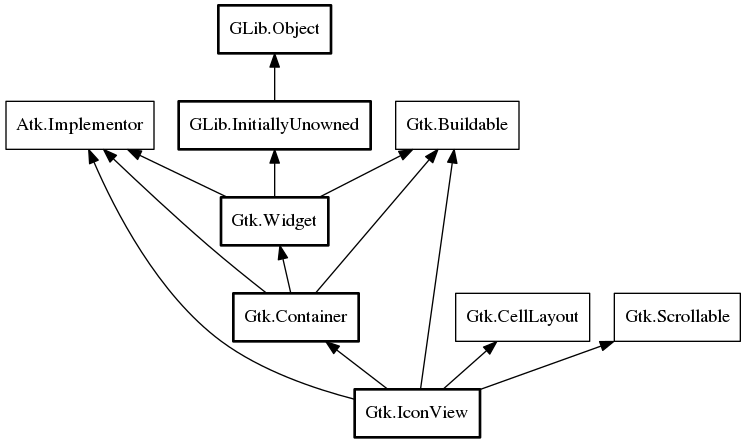 GLib.Object
Atk.Implementor
GLib.InitiallyUnowned
Gtk.Buildable
Gtk.Widget
Gtk.Container
Gtk.CellLayout
Gtk.Scrollable
Gtk.IconView